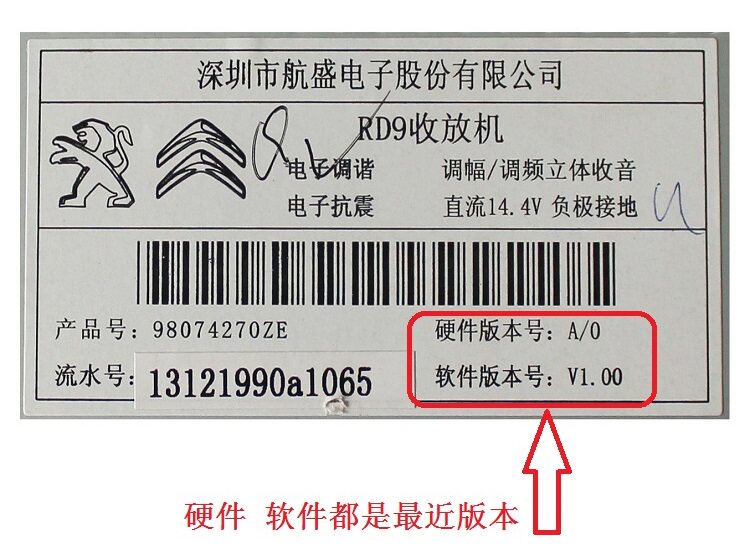 深圳市航盛电子股份有限公司
RD9收放机
电子调谐 调幅/调频立体收音
电子抗震 直流14.4V 负极接地
产品号：98074270ZE 硬件版本号：A/0
流水号：13121990a1065 软件版本号：V1.00
硬件 软件都是最近版本